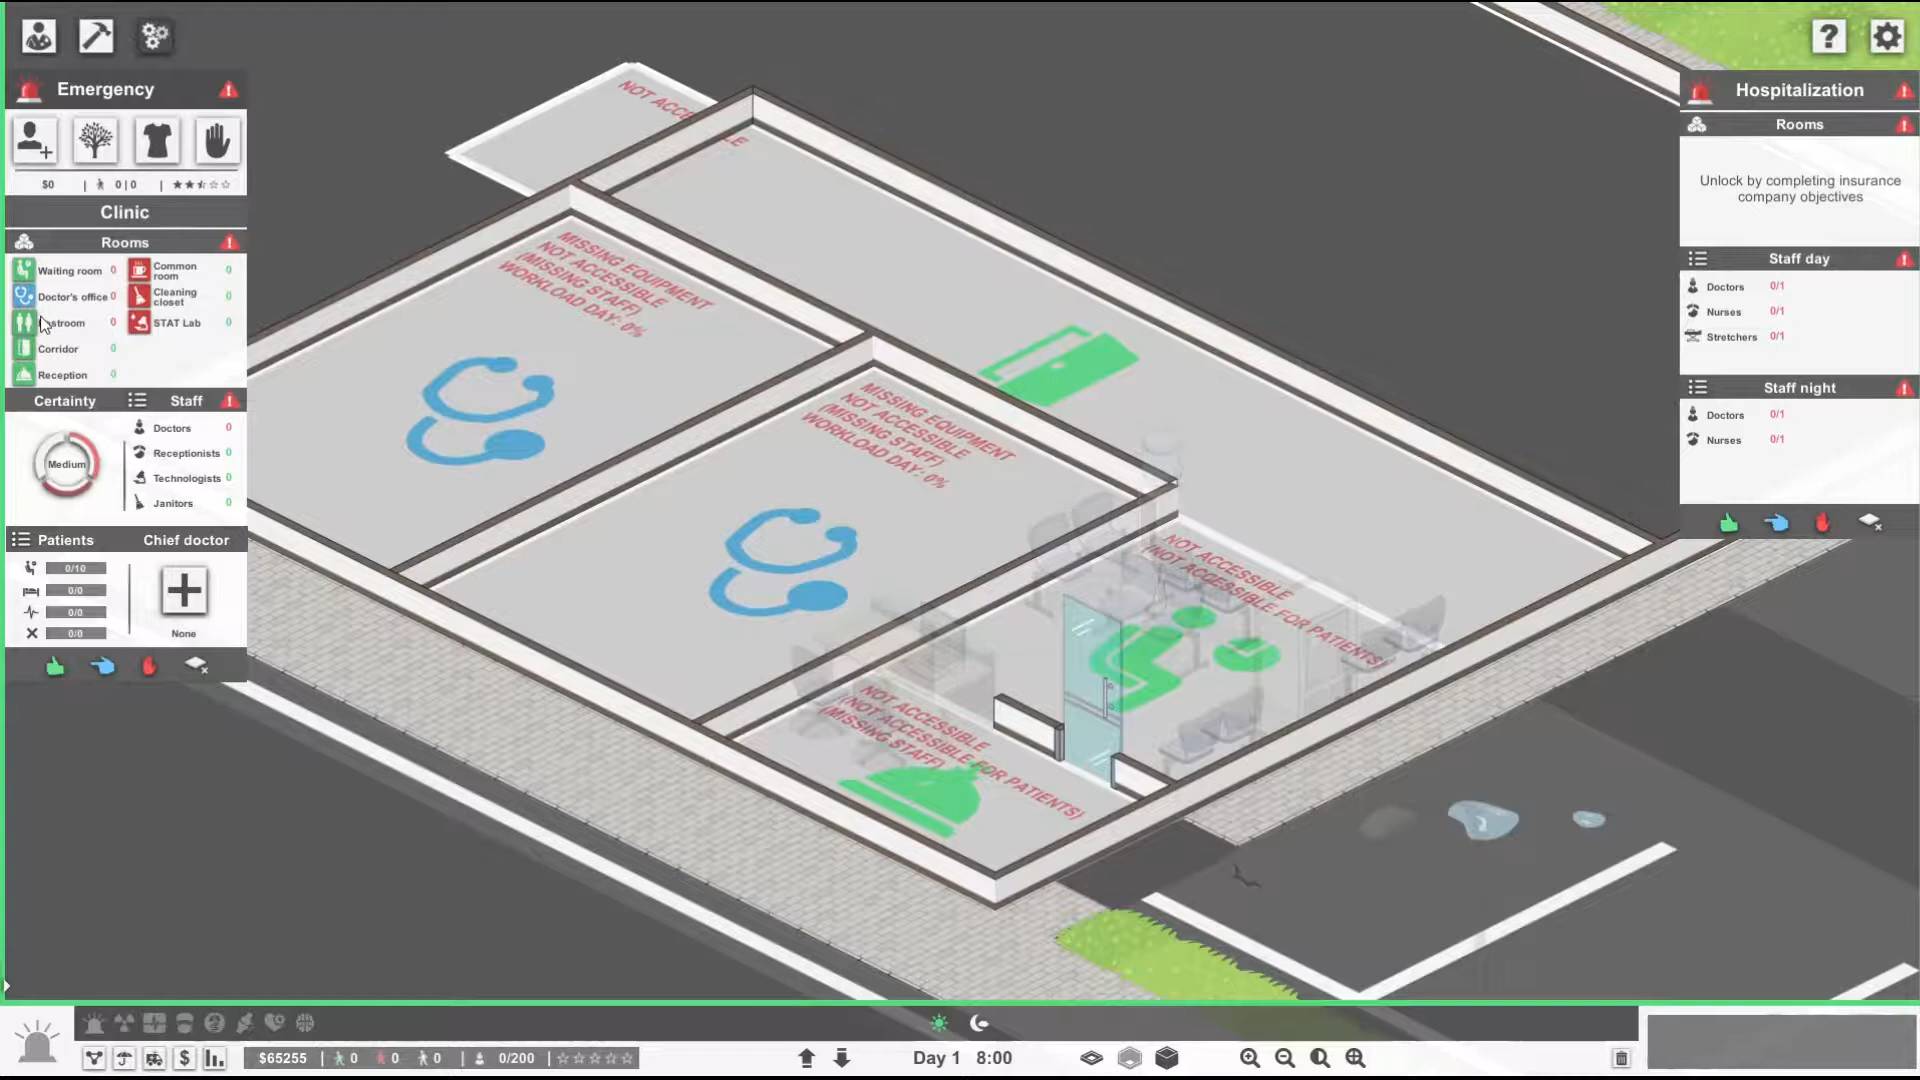 Emergency
$0 | 0|0 |
Clinic
Rooms
Waiting room 0
Common room 0
Doctor's office 0
Cleaning closet 0
stroom 0
STAT Lab 0
Corridor 0
Reception 0
Certainty
Staff
Medium
Doctors 0
Receptionists 0
Technologists 0
Janitors 0
Patients
Chief doctor
0/10
0/0
0/0
0/0
None
NOT ACCE
LE
MISSING EQUIPMENT
NOT ACCESSIBLE
(MISSING STAFF)
WORKLOAD DAY: 0%
MISSING EQUIPMENT
NOT ACCESSIBLE
(MISSING STAFF)
WORKLOAD DAY: 0%
NOT ACCESSIBLE
(NOT ACCESSIBLE FOR PATIENTS)
NOT ACCESSIBLE
(NOT ACCESSIBLE FOR PATIENTS)
(MISSING STAFF)
?
Hospitalization
Rooms
Unlock by completing insurance
company objectives
Staff day
Doctors 0/1
Nurses 0/1
Stretchers 0/1
Staff night
Doctors 0/1
Nurses 0/1
$65255 | 0 0 0 | 0/200 |
Day 1 8:00